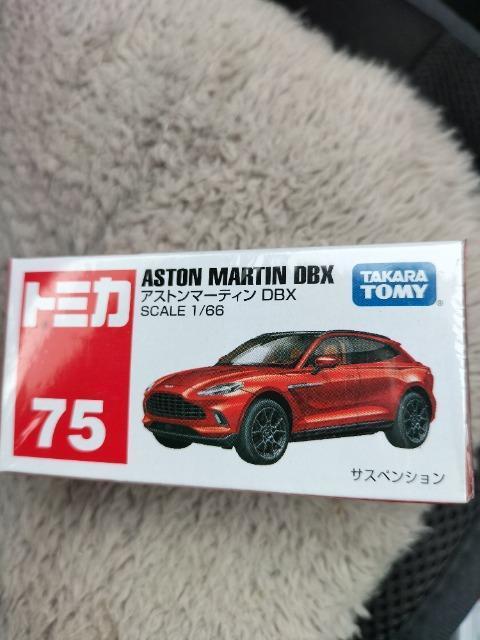 トミカ
75
ASTON MARTIN DBX
アストンマーティン DBX
SCALE 1/66
TAKARA
TOMY
®
サスペンション